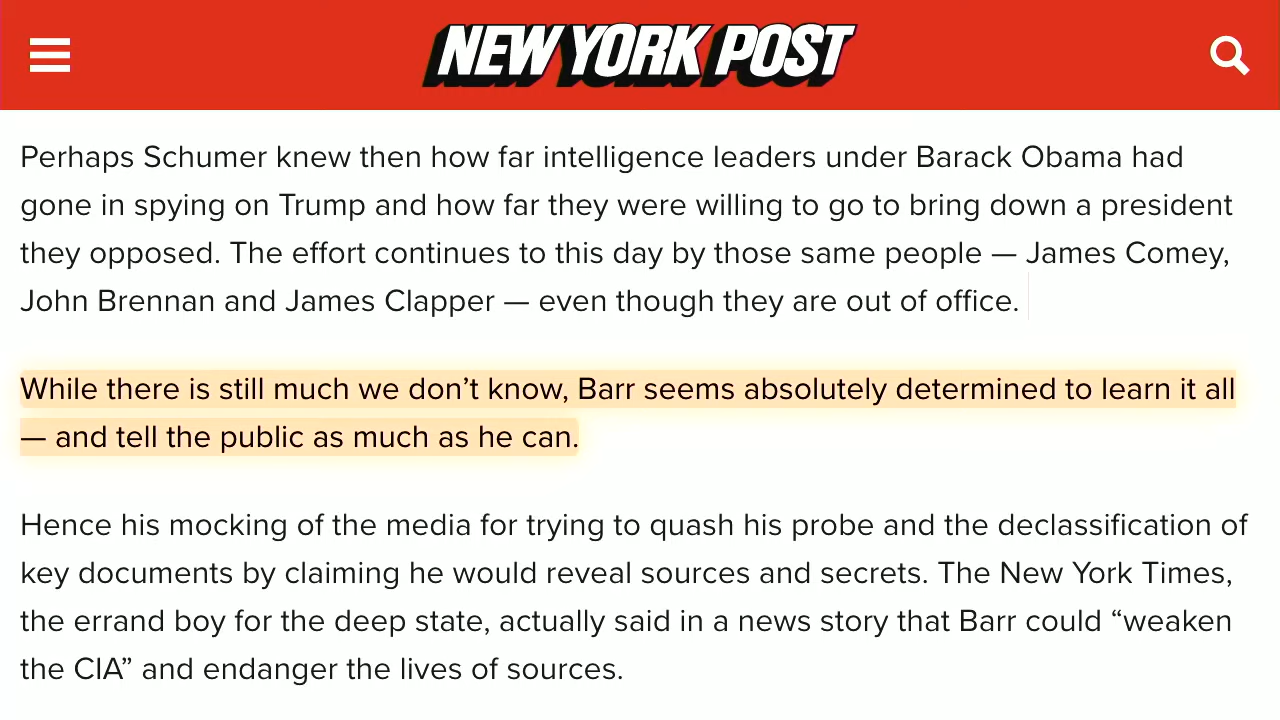 NEW YORK POST
Perhaps Schumer knew then how far intelligence leaders under Barack Obama had
gone in spying on Trump and how far they were willing to go to bring down a president
they opposed. The effort continues to this day by those same people — James Comey,
John Brennan and James Clapper — even though they are out of office.
While there is still much we don’t know, Barr seems absolutely determined to learn it all
— and tell the public as much as he can.
Hence his mocking of the media for trying to quash his probe and the declassification of
key documents by claiming he would reveal sources and secrets. The New York Times,
the errand boy for the deep state, actually said in a news story that Barr could “weaken
the CIA” and endanger the lives of sources.